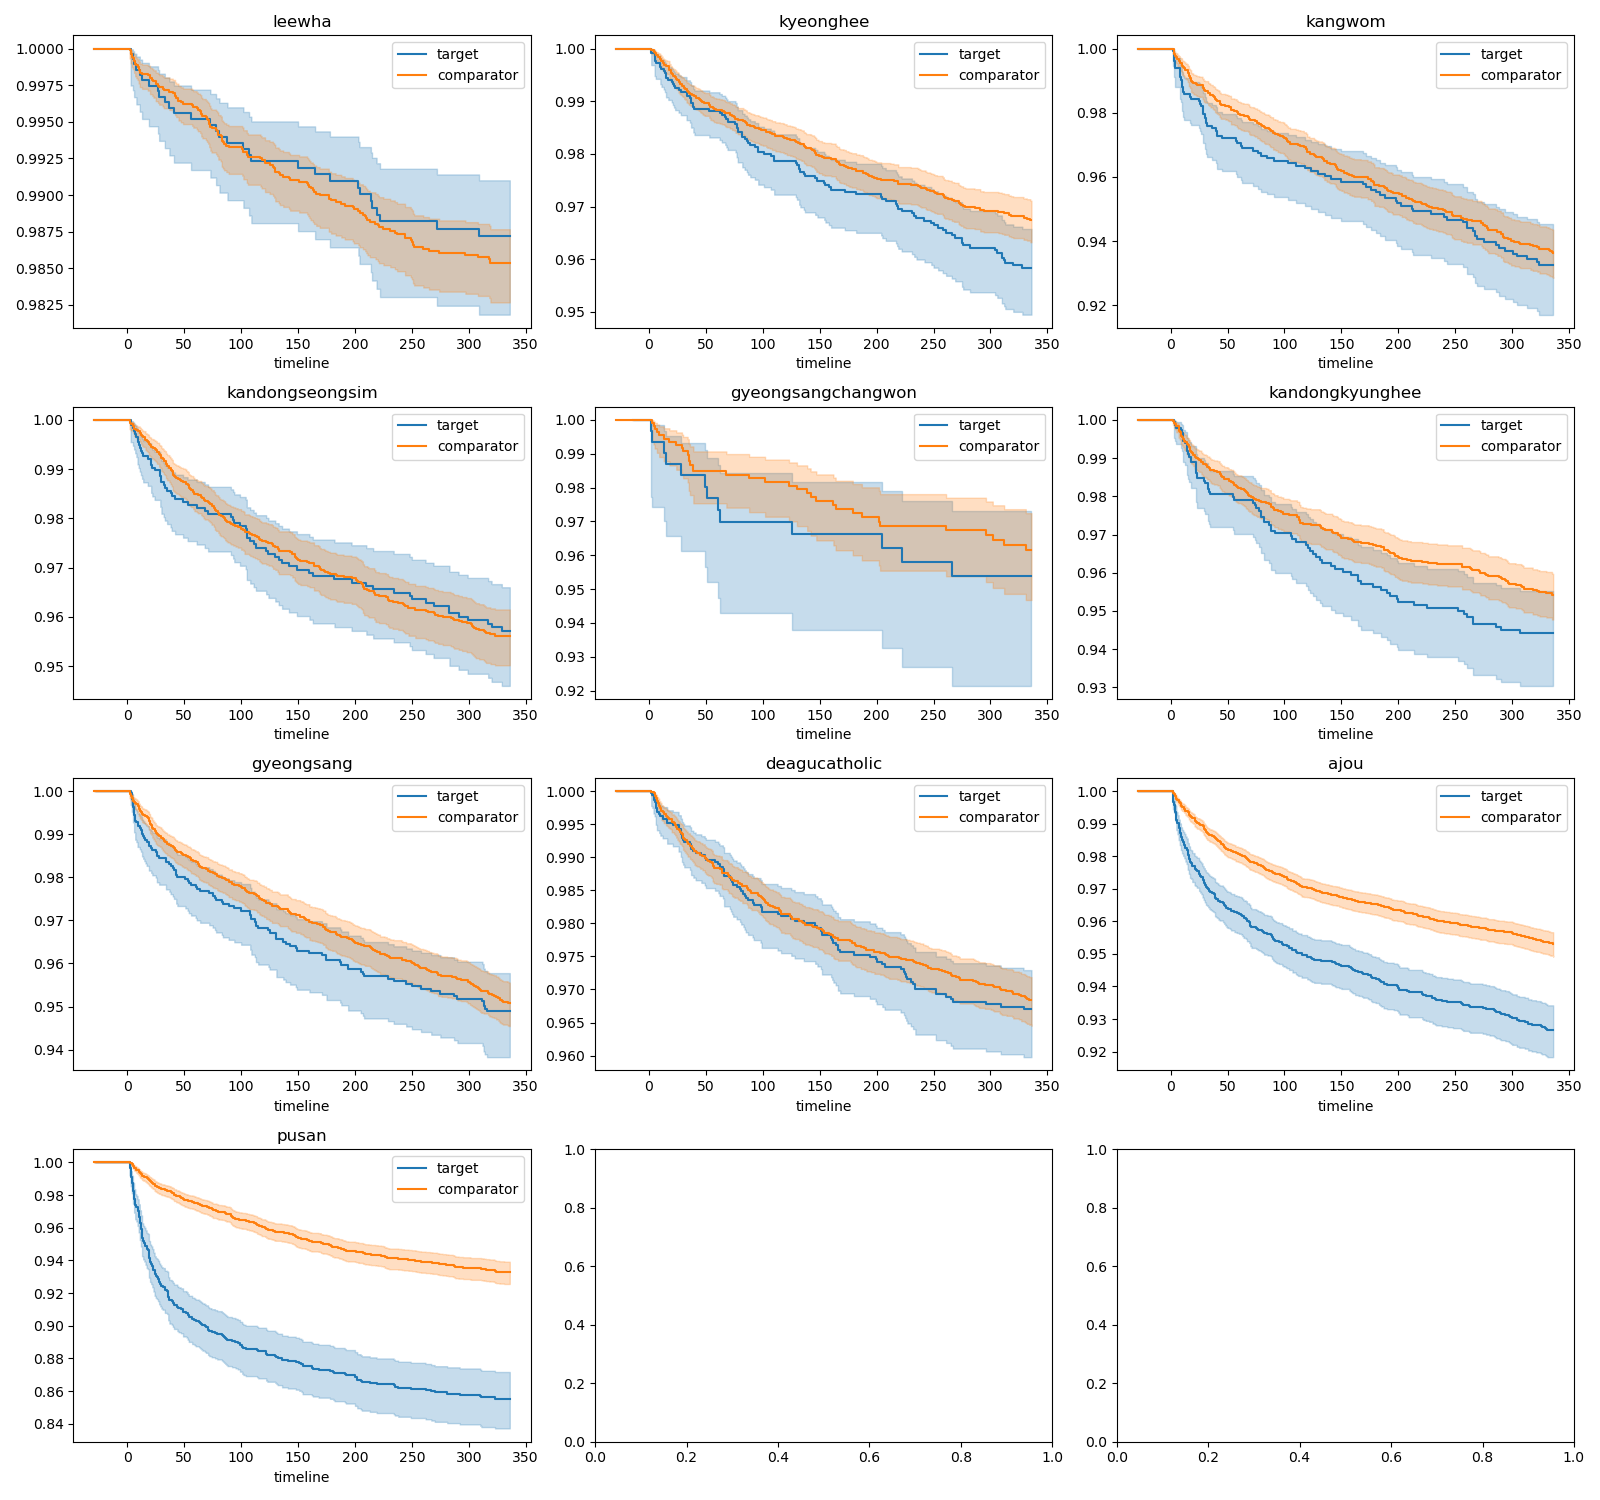 leewha
target
comparator
1.0000
0.9975
0.9950
0.9925
0.9900
0.9875
0.9850
0.9825
0 50 100 150 200 250 300 350
timeline
kyeonghee
target
comparator
1.00
0.99
0.98
0.97
0.96
0.95
0 50 100 150 200 250 300 350
timeline
kangwom
target
comparator
1.00
0.98
0.96
0.94
0.92
0 50 100 150 200 250 300 350
timeline
kandongseongsim
target
comparator
1.00
0.99
0.98
0.97
0.96
0.95
0 50 100 150 200 250 300 350
timeline
gyeongsangchangwon
target
comparator
1.00
0.99
0.98
0.97
0.96
0.95
0.94
0.93
0.92
0 50 100 150 200 250 300 350
timeline
kandongkyunghee
target
comparator
1.00
0.99
0.98
0.97
0.96
0.95
0.94
0.93
0 50 100 150 200 250 300 350
timeline
gyeongsang
target
comparator
1.00
0.99
0.98
0.97
0.96
0.95
0.94
0 50 100 150 200 250 300 350
timeline
deagucatholic
target
comparator
1.000
0.995
0.990
0.985
0.980
0.975
0.970
0.965
0.960
0 50 100 150 200 250 300 350
timeline
ajou
target
comparator
1.00
0.99
0.98
0.97
0.96
0.95
0.94
0.93
0.92
0 50 100 150 200 250 300 350
timeline
pusan
target
comparator
1.00
0.98
0.96
0.94
0.92
0.90
0.88
0.86
0.84
0 50 100 150 200 250 300 350
timeline
1.0
0.8
0.6
0.4
0.2
0.0
0.0 0.2 0.4 0.6 0.8 1.0
1.0
0.8
0.6
0.4
0.2
0.0
0.0 0.2 0.4 0.6 0.8 1.0